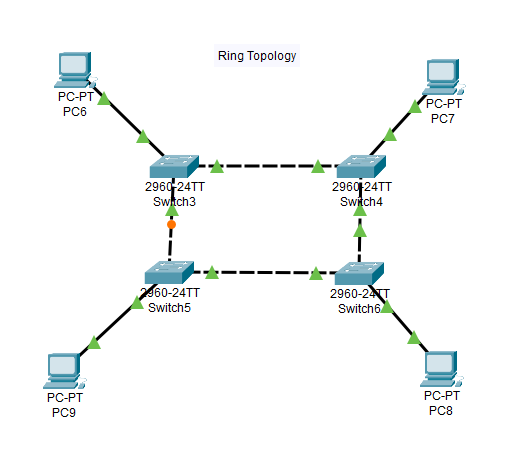 Ring Topology
PC-PT
PC6
PC-PT
PC7
2960-24TT
Switch3
2960-24TT
Switch4
2960-24TT
Switch5
2960-24TT
Switch6
PC-PT
PC9
PC-PT
PC8